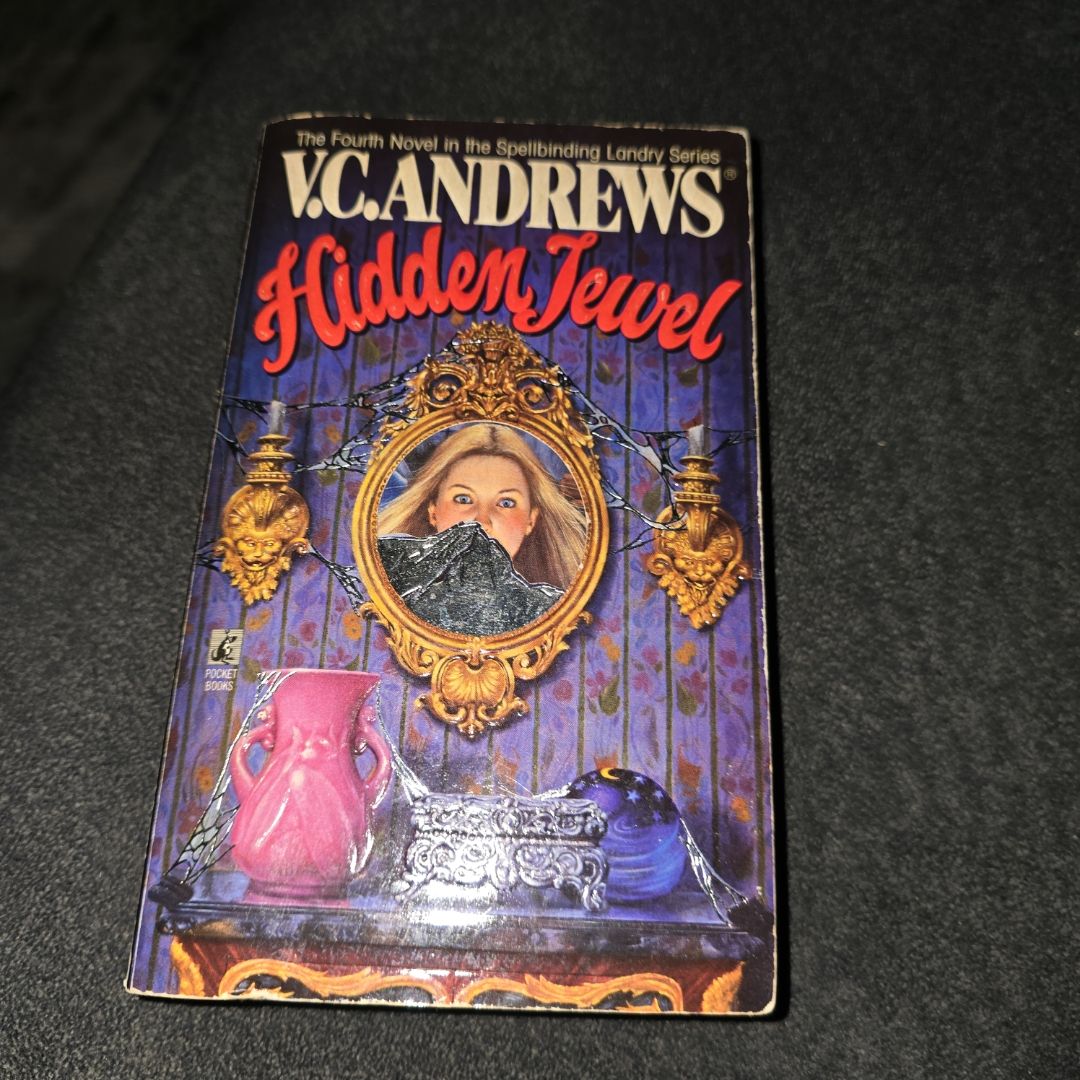 The Fourth Novel in the Spellbinding Landry Series
V.C. ANDREWS®
Hidden Jewel
POCKET
BOOKS